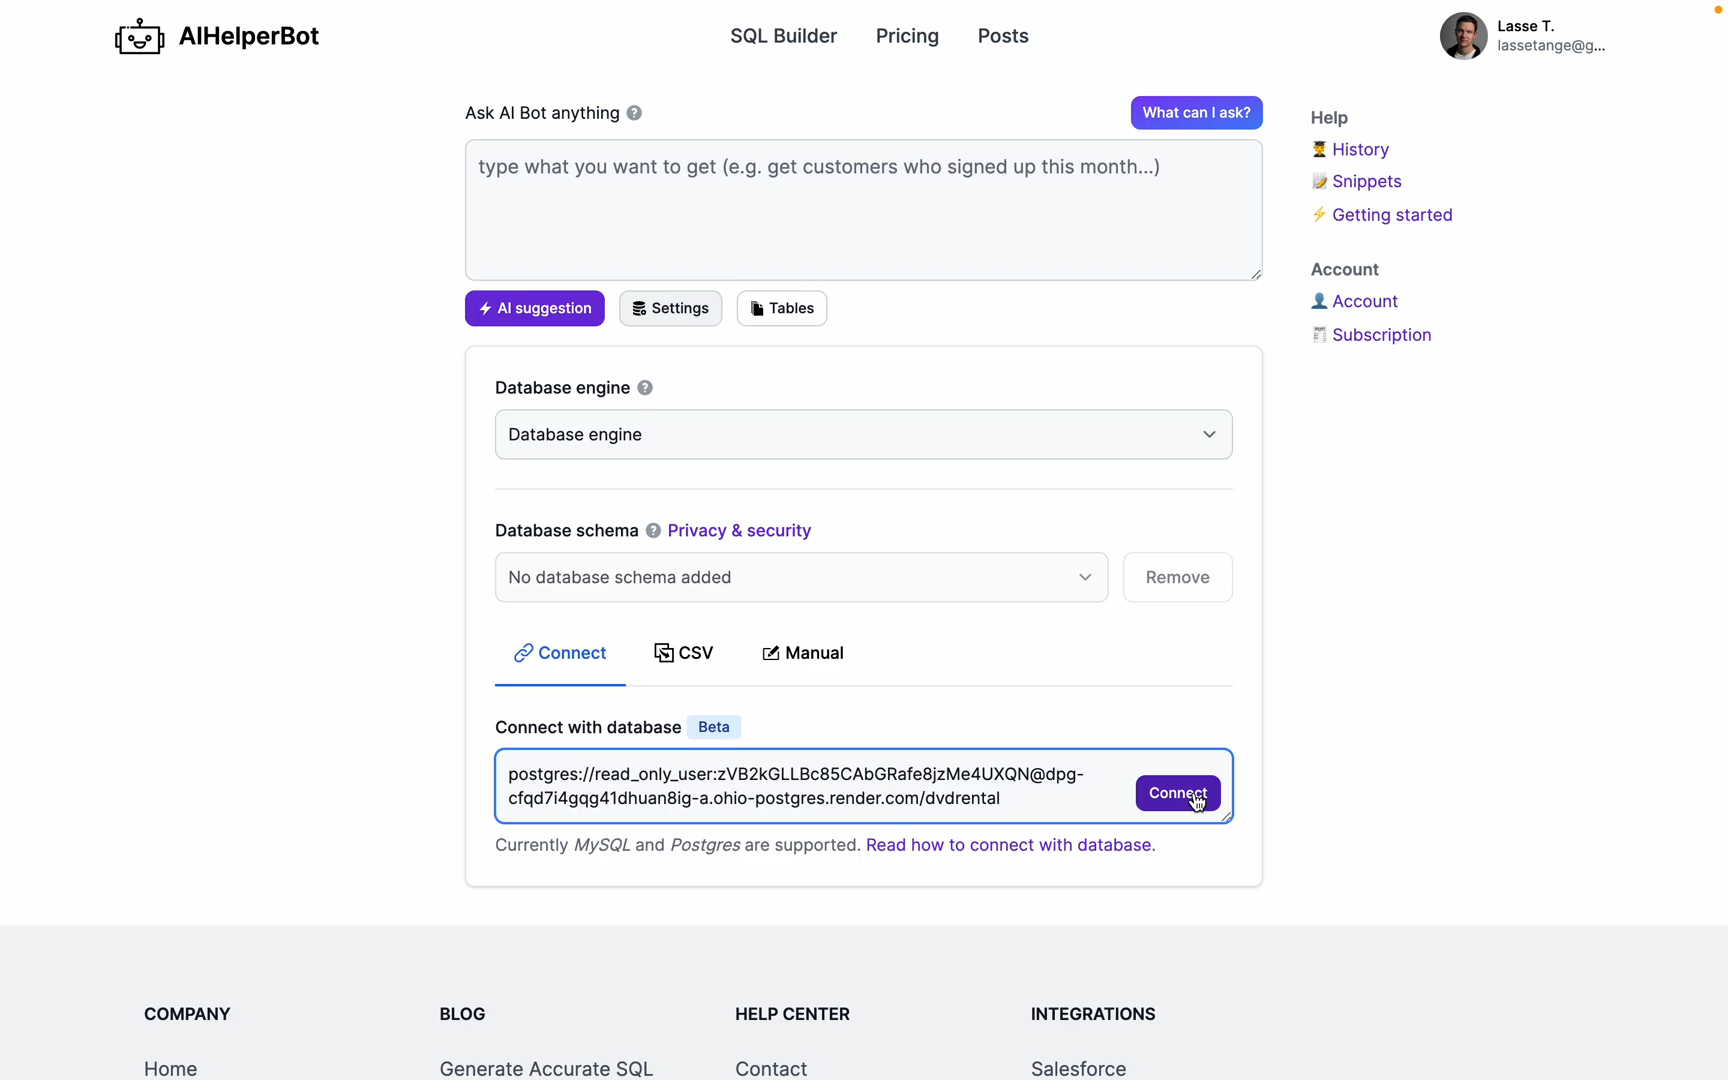 AIHelperBot
SQL Builder
Pricing
Posts
Lasse T.
lassetange@g...
Ask AI Bot anything ?
What can I ask?
type what you want to get (e.g. get customers who signed up this month...)
AI suggestion
Settings
Tables
Help
History
Snippets
Getting started
Account
Account
Subscription
Database engine ?
Database engine
Database schema ? Privacy & security
No database schema added
Remove
Connect
CSV
Manual
Connect with database Beta
postgres://read_only_user:zVB2kGLLBc85CAbGRafe8jzMe4UXQN@dpg-
cfqd7i4gqg41dhuan8ig-a.ohio-postgres.render.com/dvdrental
Connect
Currently MySQL and Postgres are supported. Read how to connect with database.
COMPANY
BLOG
HELP CENTER
INTEGRATIONS
Home
Generate Accurate SQL
Contact
Salesforce